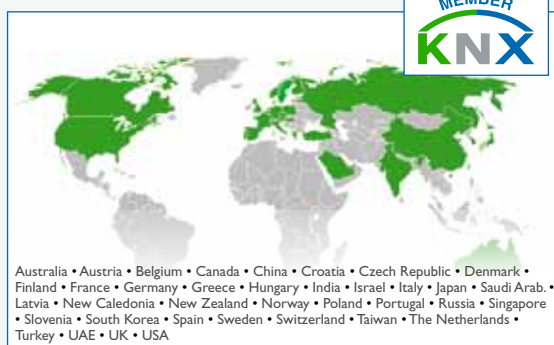 MEMBER
KNX
Australia • Austria • Belgium • Canada • China • Croatia • Czech Republic • Denmark •
Finland • France • Germany • Greece • Hungary • India • Israel • Italy • Japan • Saudi Arab. •
Latvia • New Caledonia • New Zealand • Norway • Poland • Portugal • Russia • Singapore
• Slovenia • South Korea • Spain • Sweden • Switzerland • Taiwan • The Netherlands •
Turkey • UAE • UK • USA